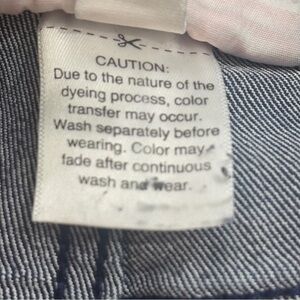 CAUTION:
Due to the nature of the
dyeing process, color
transfer may occur.
Wash separately before
wearing. Color may
fade after continuous
wash and wear.